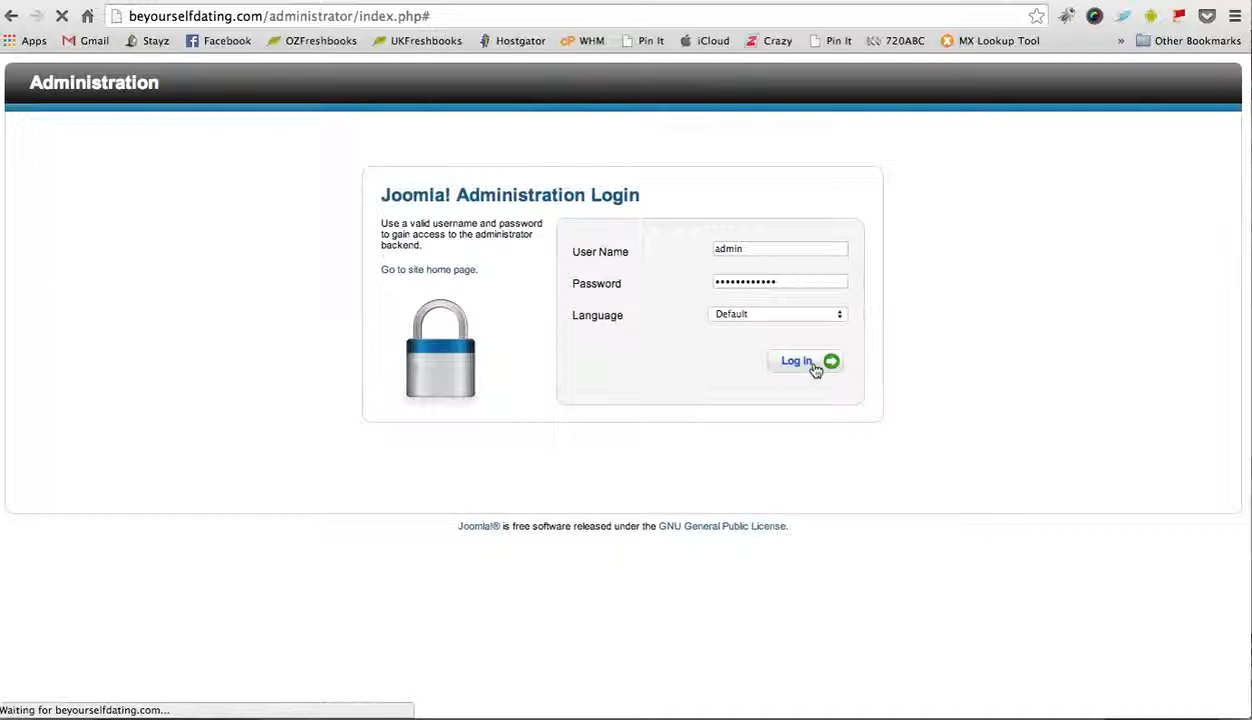 beyourselfdating.com/administrator/index.php#
Apps Gmail Stayz Facebook OZFreshbooks UKFreshbooks Hostgator WHM Pin It iCloud Crazy Pin It 720ABC MX Lookup Tool » Other Bookmarks
Administration
Joomla! Administration Login
Use a valid username and password
to gain access to the administrator
backend.
Go to site home page.
User Name admin
Password ••••••••••••
Language Default
Log in
Joomla!® is free software released under the GNU General Public License.
Waiting for beyourselfdating.com...